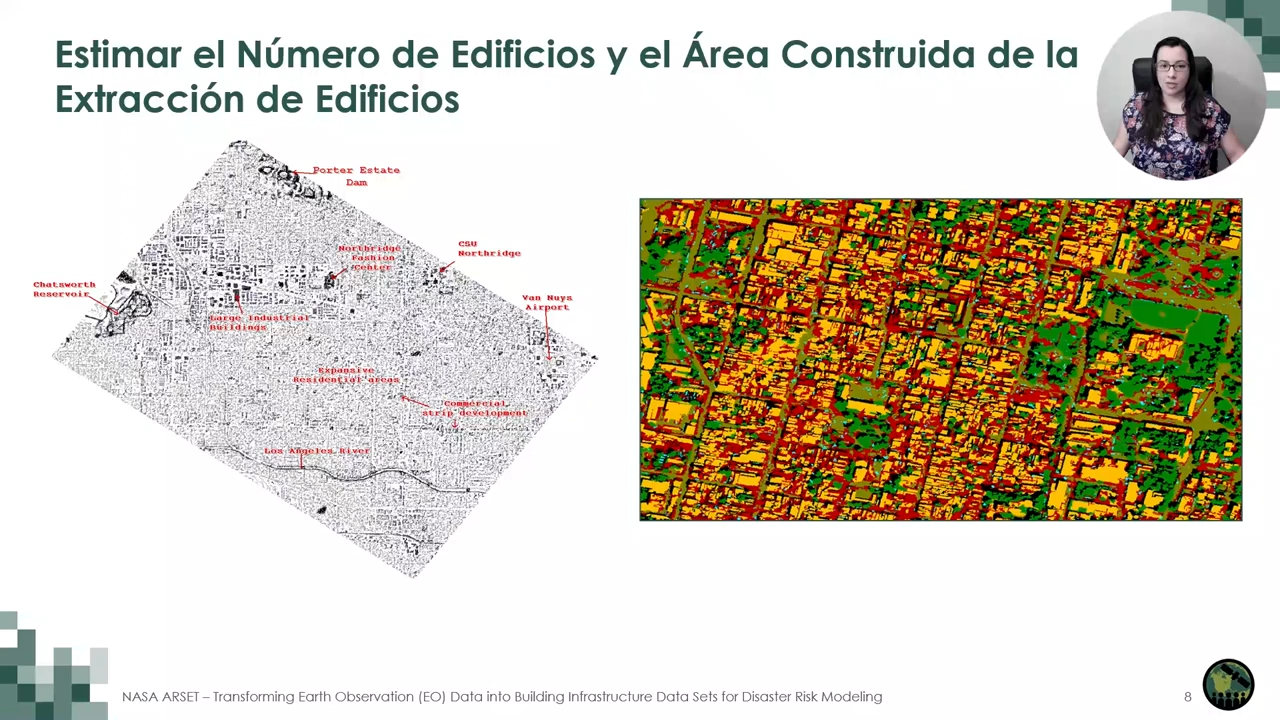 Estimar el Número de Edificios y el Área Construida de la
Extracción de Edificios
Porter Estate
Dam
Northridge
Fashion
Center
CSU
Northridge
Chatsworth
Reservoir
Van Nuys
Airport
Large industrial
Buildings
Expansive
Residential areas
Commercial
strip development
Los Angeles River
NASA ARSET – Transforming Earth Observation (EO) Data into Building Infrastructure Data Sets for Disaster Risk Modeling
8